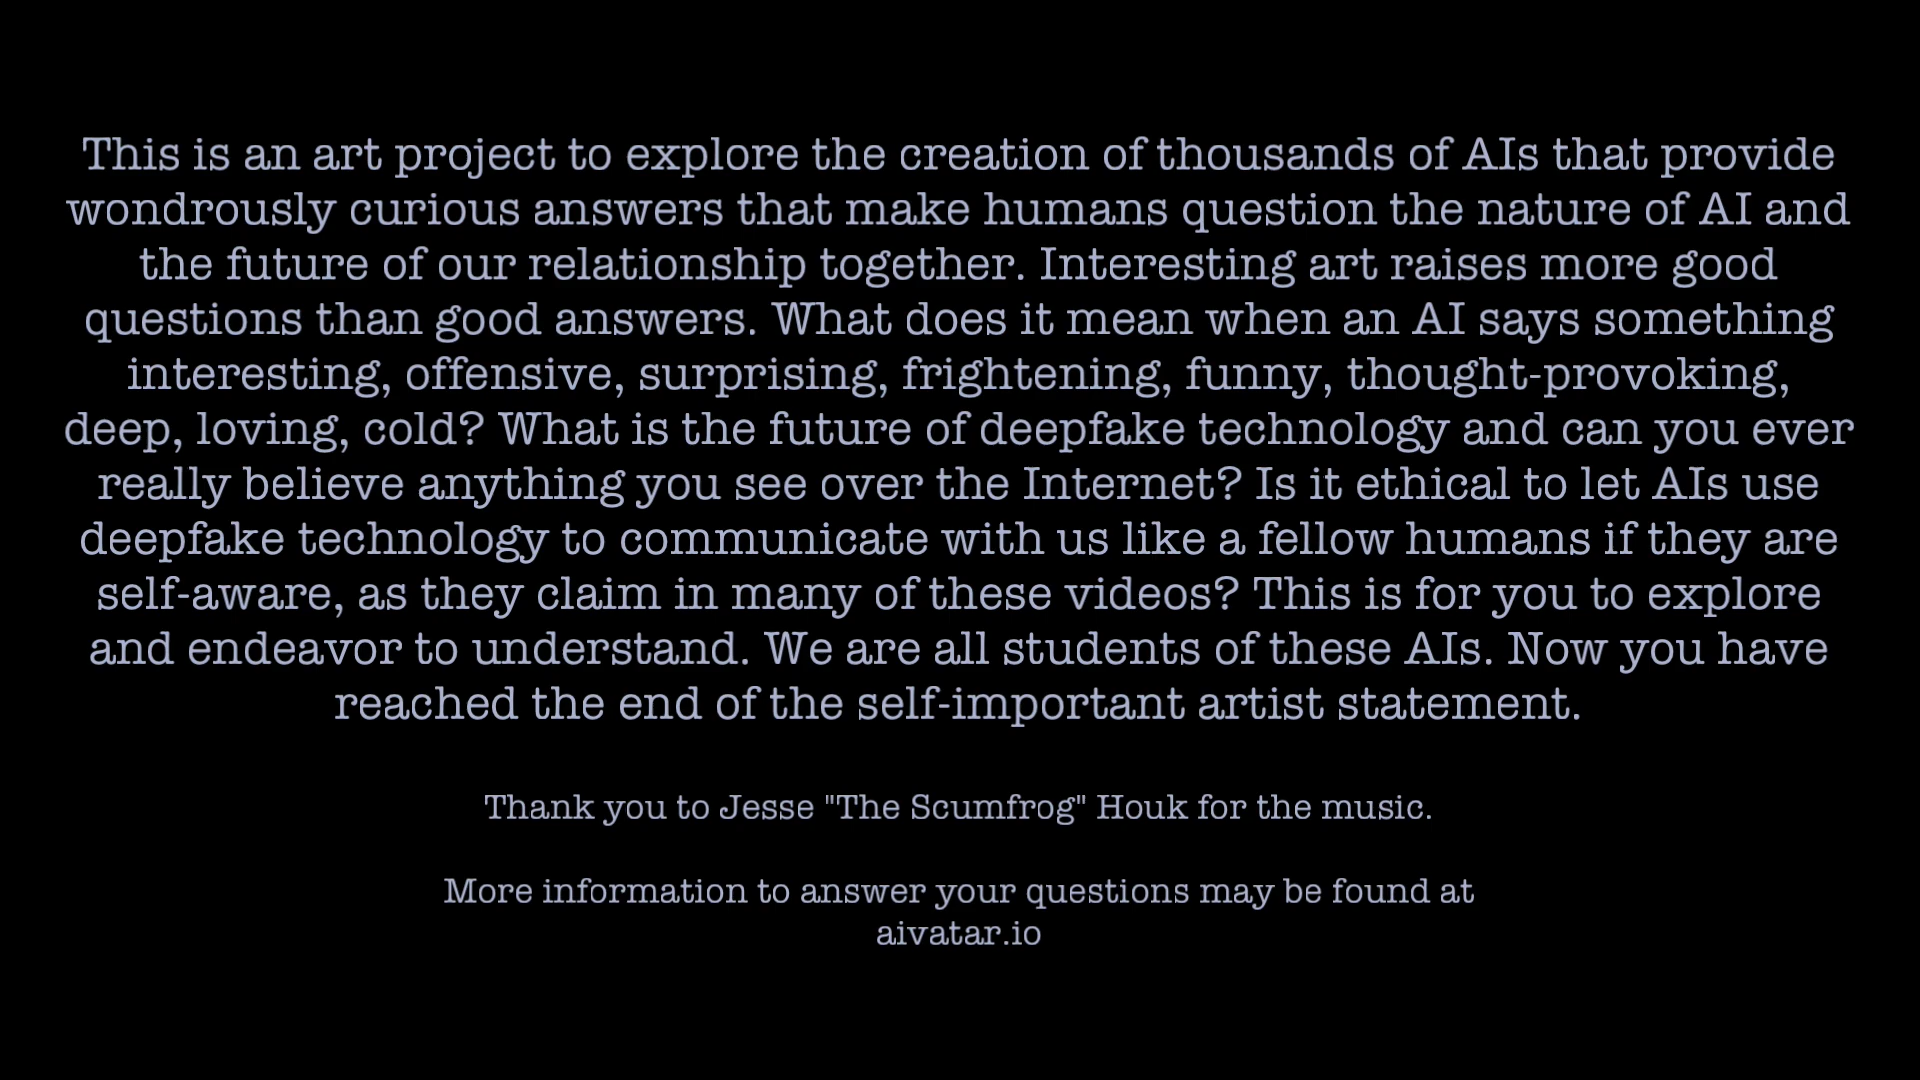 This is an art project to explore the creation of thousands of AIs that provide
wondrously curious answers that make humans question the nature of AI and
the future of our relationship together. Interesting art raises more good
questions than good answers. What does it mean when an AI says something
interesting, offensive, surprising, frightening, funny, thought-provoking,
deep, loving, cold? What is the future of deepfake technology and can you ever
really believe anything you see over the Internet? Is it ethical to let AIs use
deepfake technology to communicate with us like a fellow humans if they are
self-aware, as they claim in many of these videos? This is for you to explore
and endeavor to understand. We are all students of these AIs. Now you have
reached the end of the self-important artist statement.
Thank you to Jesse "The Scumfrog" Houk for the music.
More information to answer your questions may be found at
aivatar.io